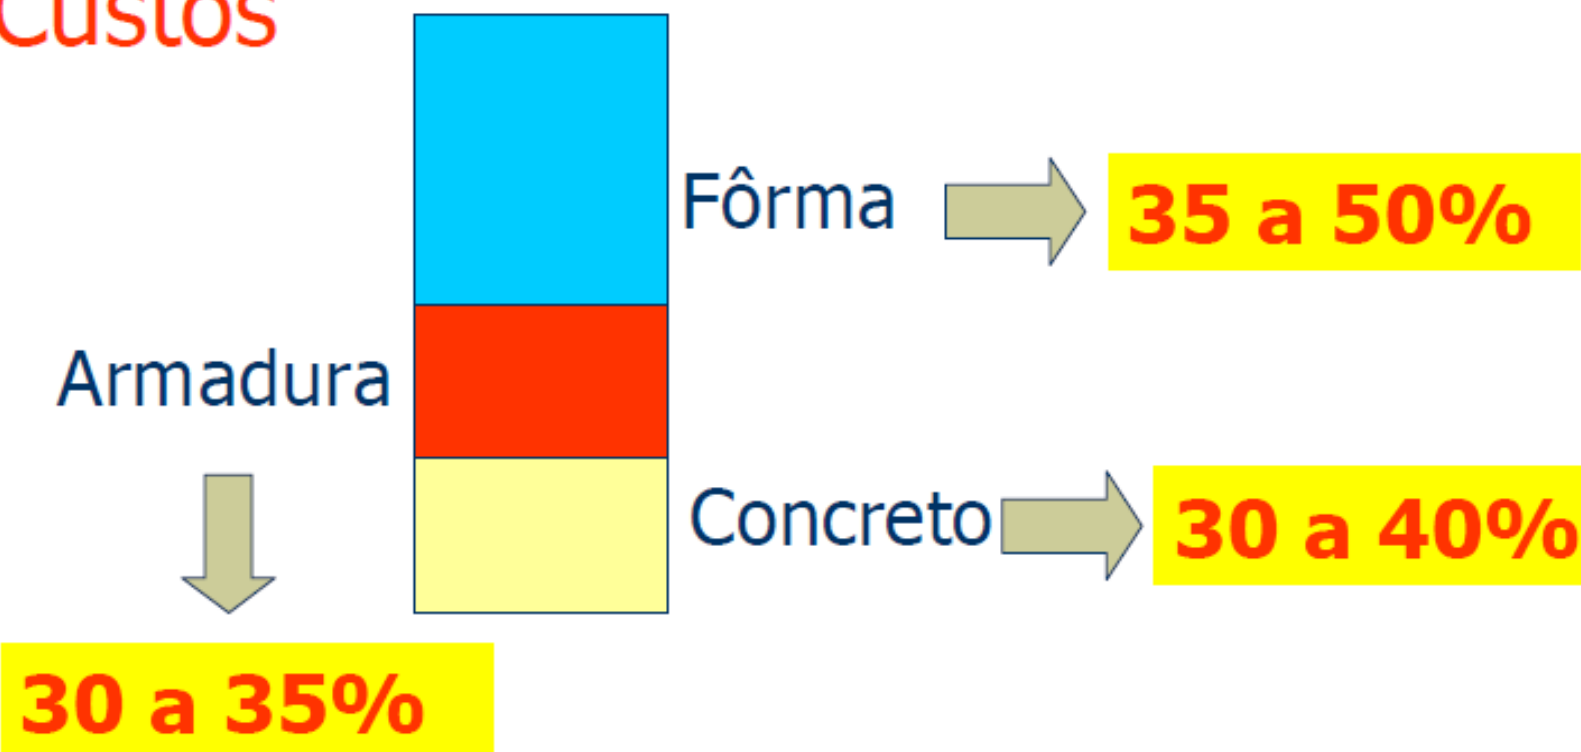 Custos
Fôrma
35 a 50%
Armadura
Concreto
30 a 40%
30 a 35%